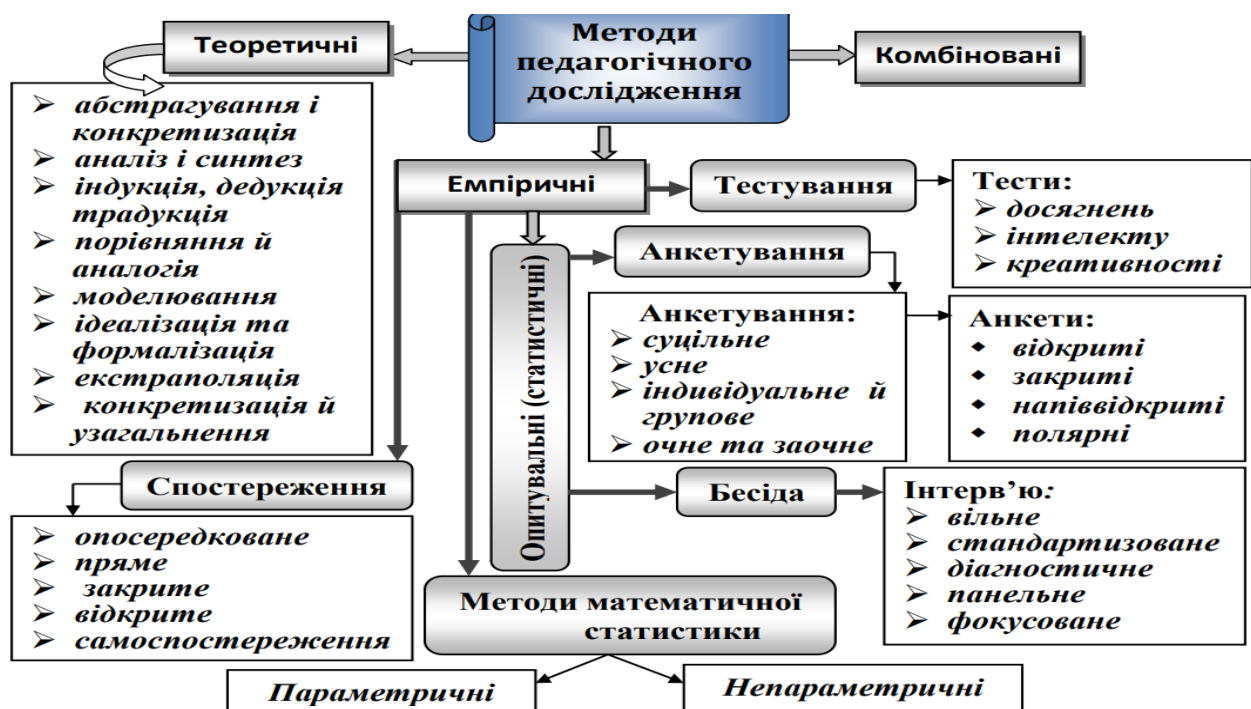 Методи
педагогічного
дослідження
Теоретичні
Комбіновані
абстрагування і
конкретизація
аналіз і синтез
індукція, дедукція
традукція
порівняння й
аналогія
моделювання
ідеалізація та
формалізація
екстраполяція
конкретизація й
узагальнення
Емпіричні
Тестування
Тести:
досягнень
інтелекту
креативності
Опитувальні (статистичні)
Анкетування
Анкетування:
суцільне
усне
індивідуальне й
групове
очне та заочне
Анкети:
відкриті
закриті
напіввідкриті
полярні
Бесіда
Інтерв’ю:
вільне
стандартизоване
діагностичне
панельне
фокусоване
Спостереження
опосередковане
пряме
закрите
відкрите
самоспостереження
Методи математичної
статистики
Параметричні
Непараметричні